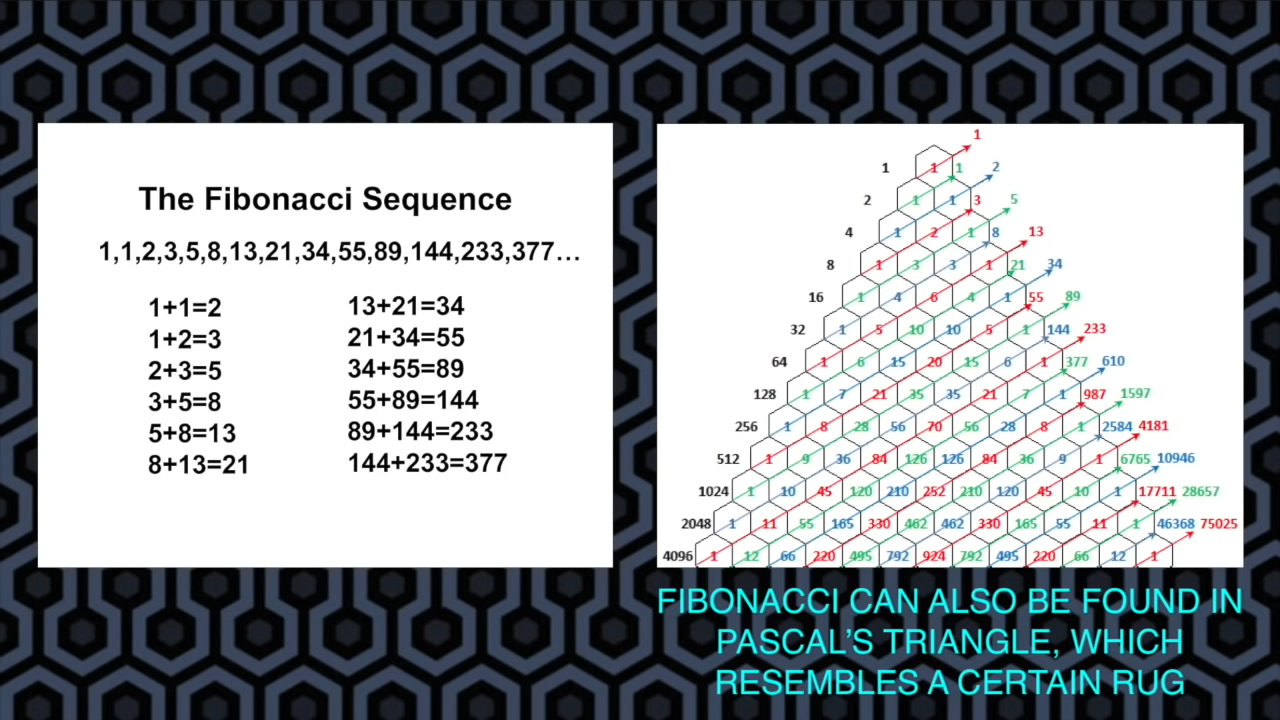 The Fibonacci Sequence
1,1,2,3,5,8,13,21,34,55,89,144,233,377...
1+1=2
1+2=3
2+3=5
3+5=8
5+8=13
8+13=21
13+21=34
21+34=55
34+55=89
55+89=144
89+144=233
144+233=377
1
1 1 1
2
2 1 1 3 5
4 1 2 1 8 13
8 1 3 3 1 21 34
16 1 4 6 4 1 55 89
32 1 5 10 10 5 1 144 233
64 1 6 15 20 15 6 1 377 610
128 1 7 21 35 35 21 7 1 987 1597
256 1 8 28 56 70 56 28 8 1 2584 4181
512 1 9 36 84 126 126 84 36 9 1 6765 10946
1024 1 10 45 120 210 252 210 120 45 10 1 17711 28657
2048 1 11 55 165 330 462 462 330 165 55 11 1 46368 75025
4096 1 12 66 220 495 792 924 792 495 220 66 12 1
FIBONACCI CAN ALSO BE FOUND IN
PASCAL'S TRIANGLE, WHICH
RESEMBLES A CERTAIN RUG